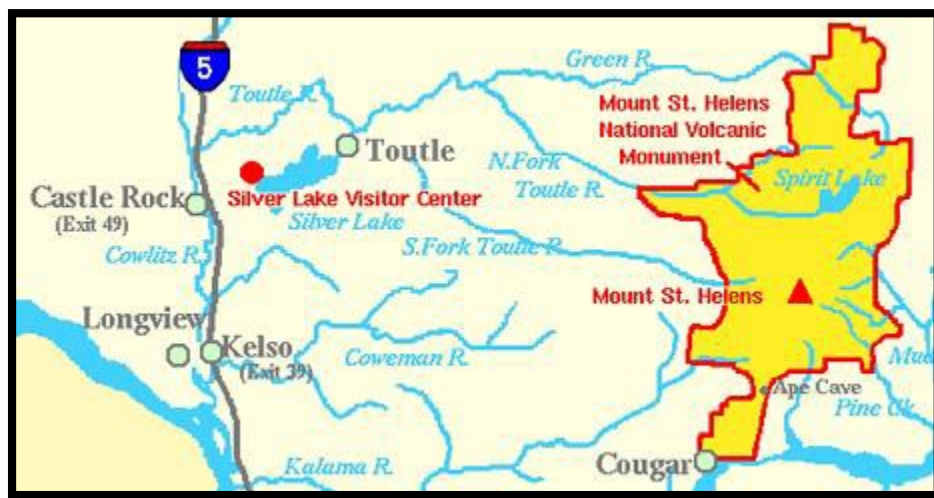 5
Green R.
Toutle R.
Mount St. Helens
National Volcanic
Monument
Toutle
N.Fork
Toutle R.
Spirit Lake
Castle Rock
(Exit 49)
Silver Lake Visitor Center
Silver Lake
Cowlitz R.
S.Fork Toutle R.
Mount St. Helens
Longview
Kelso
(Exit 39)
Coweman R.
Ape Cave
Pine Ck.
Cougar
Kalama R.